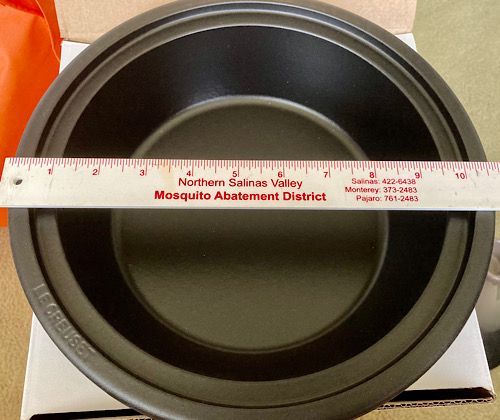 1 2 3 4 5 6 7 8 9 10
Northern Salinas Valley
Mosquito Abatement District
Salinas: 422-6438
Monterey: 373-2483
Pajaro: 761-2483
LE CREUSET